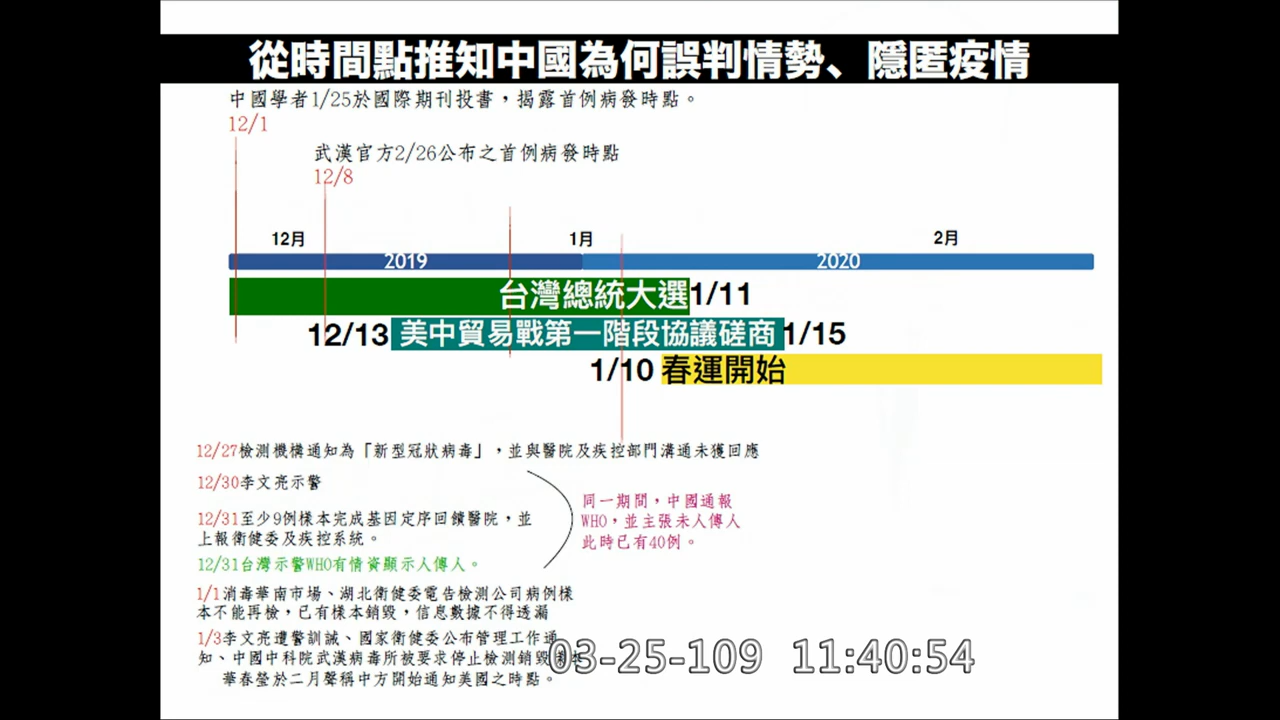 從時間點推知中國為何誤判情勢、隱匿疫情
中國學者1/25於國際期刊投書，揭露首例病發時點。
12/1
武漢官方2/26公布之首例病發時點
12/8
12月
1月
2月
2019
2020
台灣總統大選1/11
12/13 美中貿易戰第一階段協議磋商 1/15
1/10 春運開始
12/27檢測機構通知為「新型冠狀病毒」，並與醫院及疾控部門溝通未獲回應
12/30李文亮示警
12/31至少9例樣本完成基因定序回饋醫院，並
上報衛健委及疾控系統。
12/31台灣示警WHO有情資顯示人傳人。
同一期間，中國通報
WHO，並主張未人傳人
此時已有40例。
1/1消毒華南市場、湖北衛健委電告檢測公司病例樣
本不能再檢，已有樣本銷毀，信息數據不得透漏
1/3李文亮遭警訓誡、國家衛健委公布管理工作通
知、中國中科院武漢病毒所被要求停止檢測銷毀
華春瑩於二月聲稱中方開始通知美國之時點。
03-25-109 11:40:54